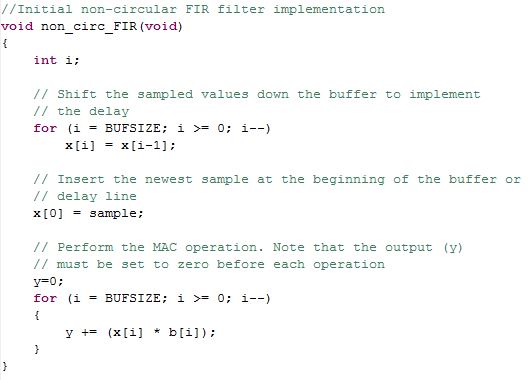 //Initial non-circular FIR filter implementation
void non_circ_FIR(void)
{
    int i;

    // Shift the sampled values down the buffer to implement
    // the delay
    for (i = BUFSIZE; i >= 0; i--)
        x[i] = x[i-1];

    // Insert the newest sample at the beginning of the buffer or
    // delay line
    x[0] = sample;

    // Perform the MAC operation. Note that the output (y)
    // must be set to zero before each operation
    y=0;
    for (i = BUFSIZE; i >= 0; i--)
    {
        y += (x[i] * b[i]);
    }
}